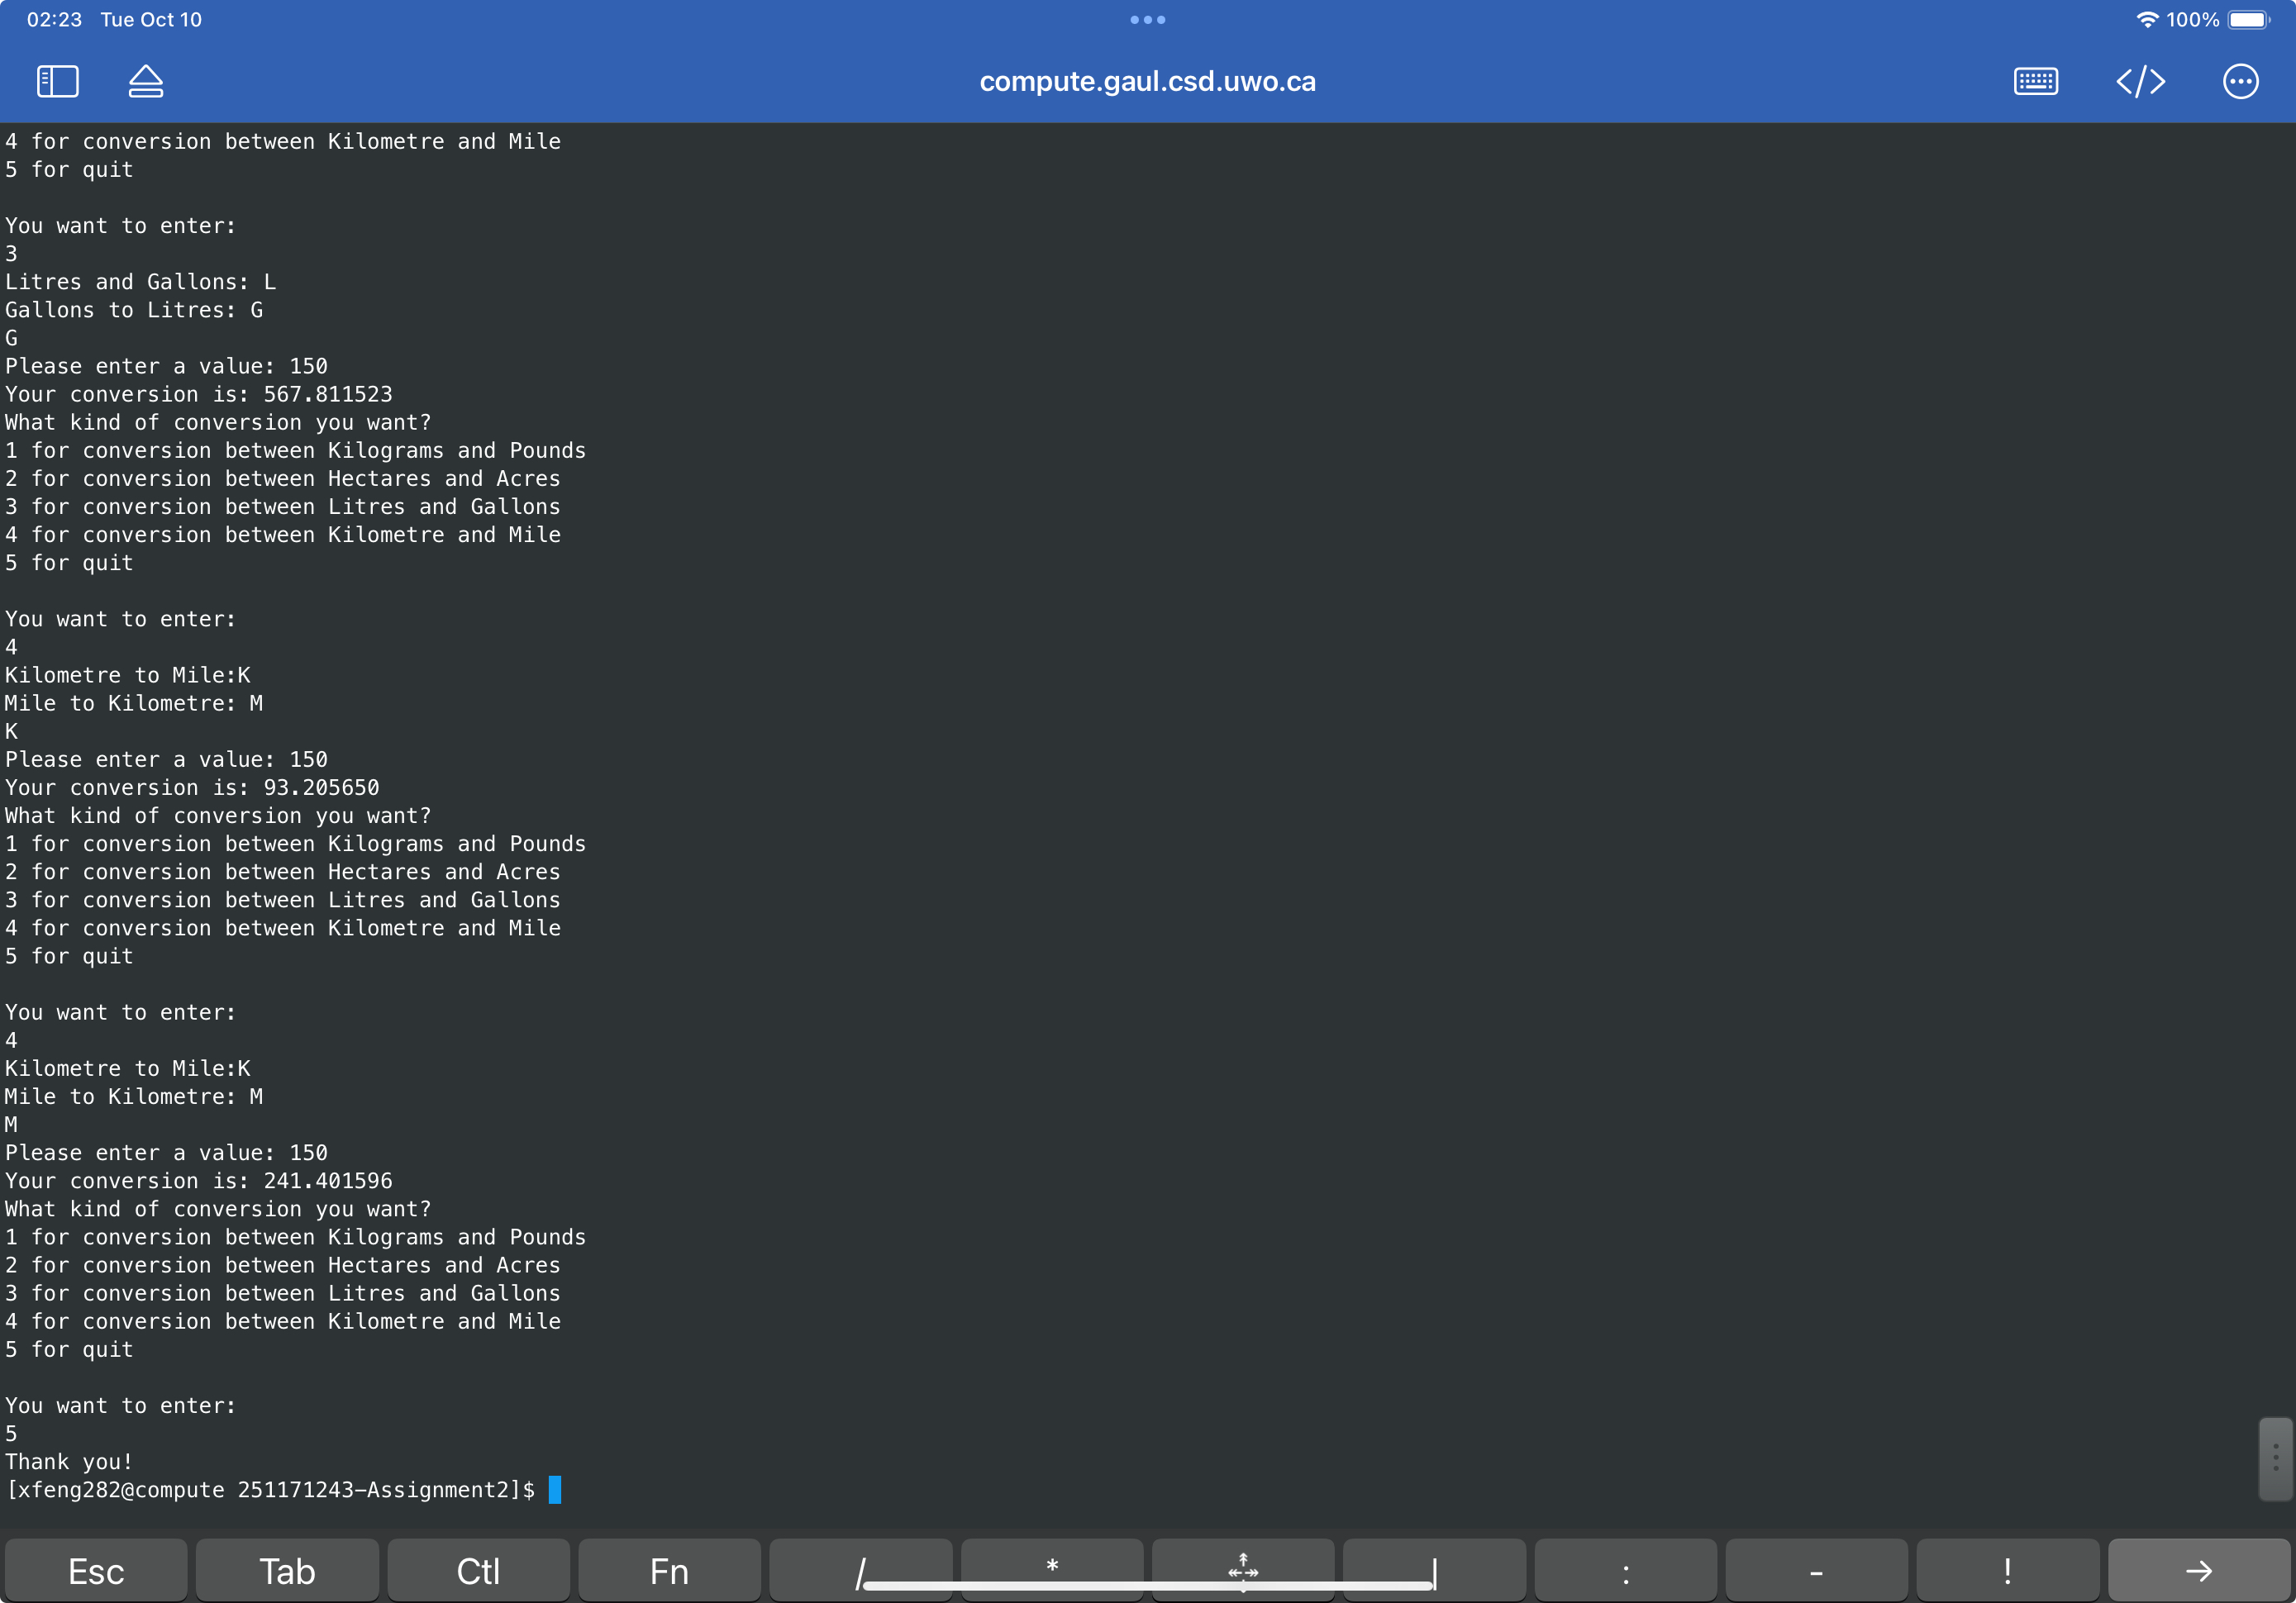 02:23 Tue Oct 10
100%
compute.gaul.csd.uwo.ca
4 for conversion between Kilometre and Mile
5 for quit
You want to enter:
3
Litres and Gallons: L
Gallons to Litres: G
G
Please enter a value: 150
Your conversion is: 567.811523
What kind of conversion you want?
1 for conversion between Kilograms and Pounds
2 for conversion between Hectares and Acres
3 for conversion between Litres and Gallons
4 for conversion between Kilometre and Mile
5 for quit
You want to enter:
4
Kilometre to Mile:K
Mile to Kilometre: M
K
Please enter a value: 150
Your conversion is: 93.205650
What kind of conversion you want?
1 for conversion between Kilograms and Pounds
2 for conversion between Hectares and Acres
3 for conversion between Litres and Gallons
4 for conversion between Kilometre and Mile
5 for quit
You want to enter:
4
Kilometre to Mile:K
Mile to Kilometre: M
M
Please enter a value: 150
Your conversion is: 241.401596
What kind of conversion you want?
1 for conversion between Kilograms and Pounds
2 for conversion between Hectares and Acres
3 for conversion between Litres and Gallons
4 for conversion between Kilometre and Mile
5 for quit
You want to enter:
5
Thank you!
[xfeng282@compute 251171243-Assignment2]$
Esc Tab Ctl Fn / * | : - ! →